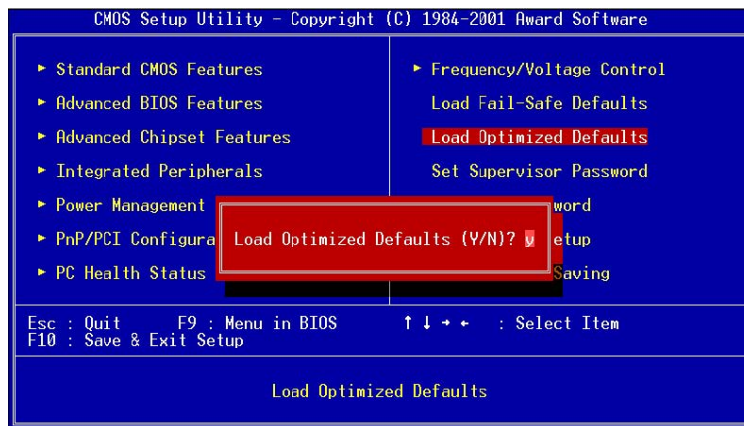 CMOS Setup Utility - Copyright (C) 1984-2001 Award Software
▶ Standard CMOS Features
▶ Advanced BIOS Features
▶ Advanced Chipset Features
▶ Integrated Peripherals
▶ Power Management
▶ PnP/PCI Configura
▶ PC Health Status
▶ Frequency/Voltage Control
Load Fail-Safe Defaults
Load Optimized Defaults
Set Supervisor Password
word
etup
Saving
Load Optimized Defaults (Y/N)? y
Esc : Quit F9 : Menu in BIOS ↑ ↓ → ← : Select Item
F10 : Save & Exit Setup
Load Optimized Defaults